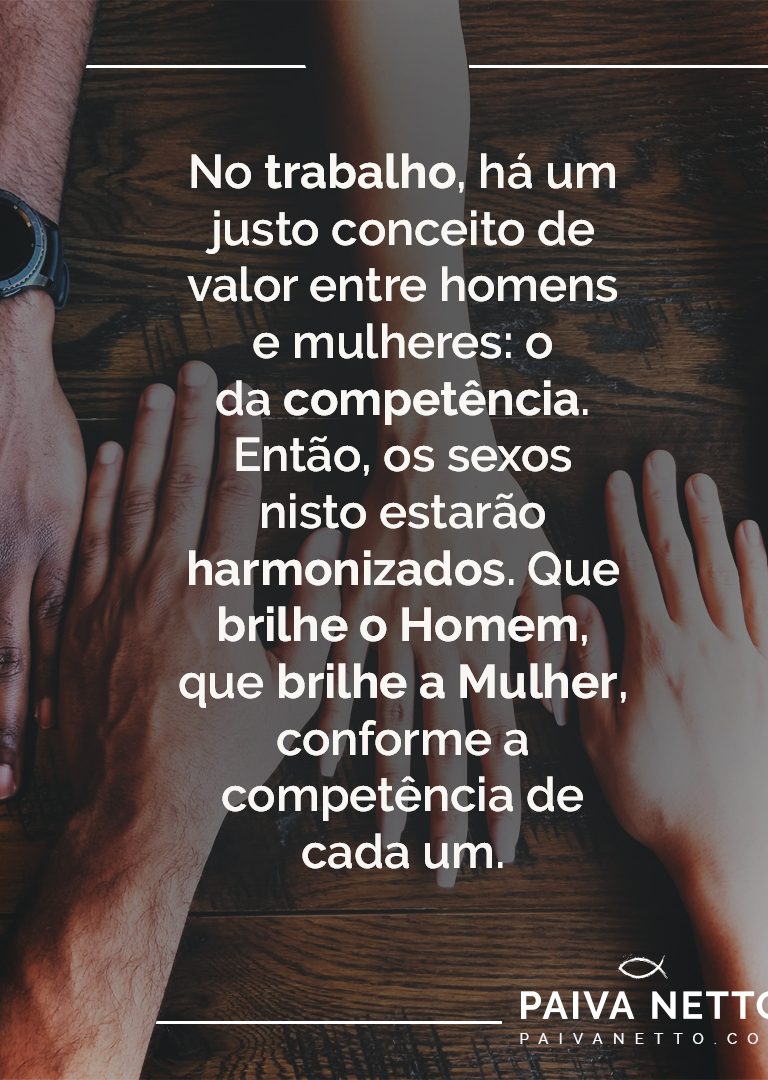 No trabalho, há um
justo conceito de
valor entre homens
e mulheres: o
da competência.
Então, os sexos
nisto estarão
harmonizados. Que
brilhe o Homem,
que brilhe a Mulher,
conforme a
competência de
cada um.
PAIVA NETTO
PAIVANETTO.CO